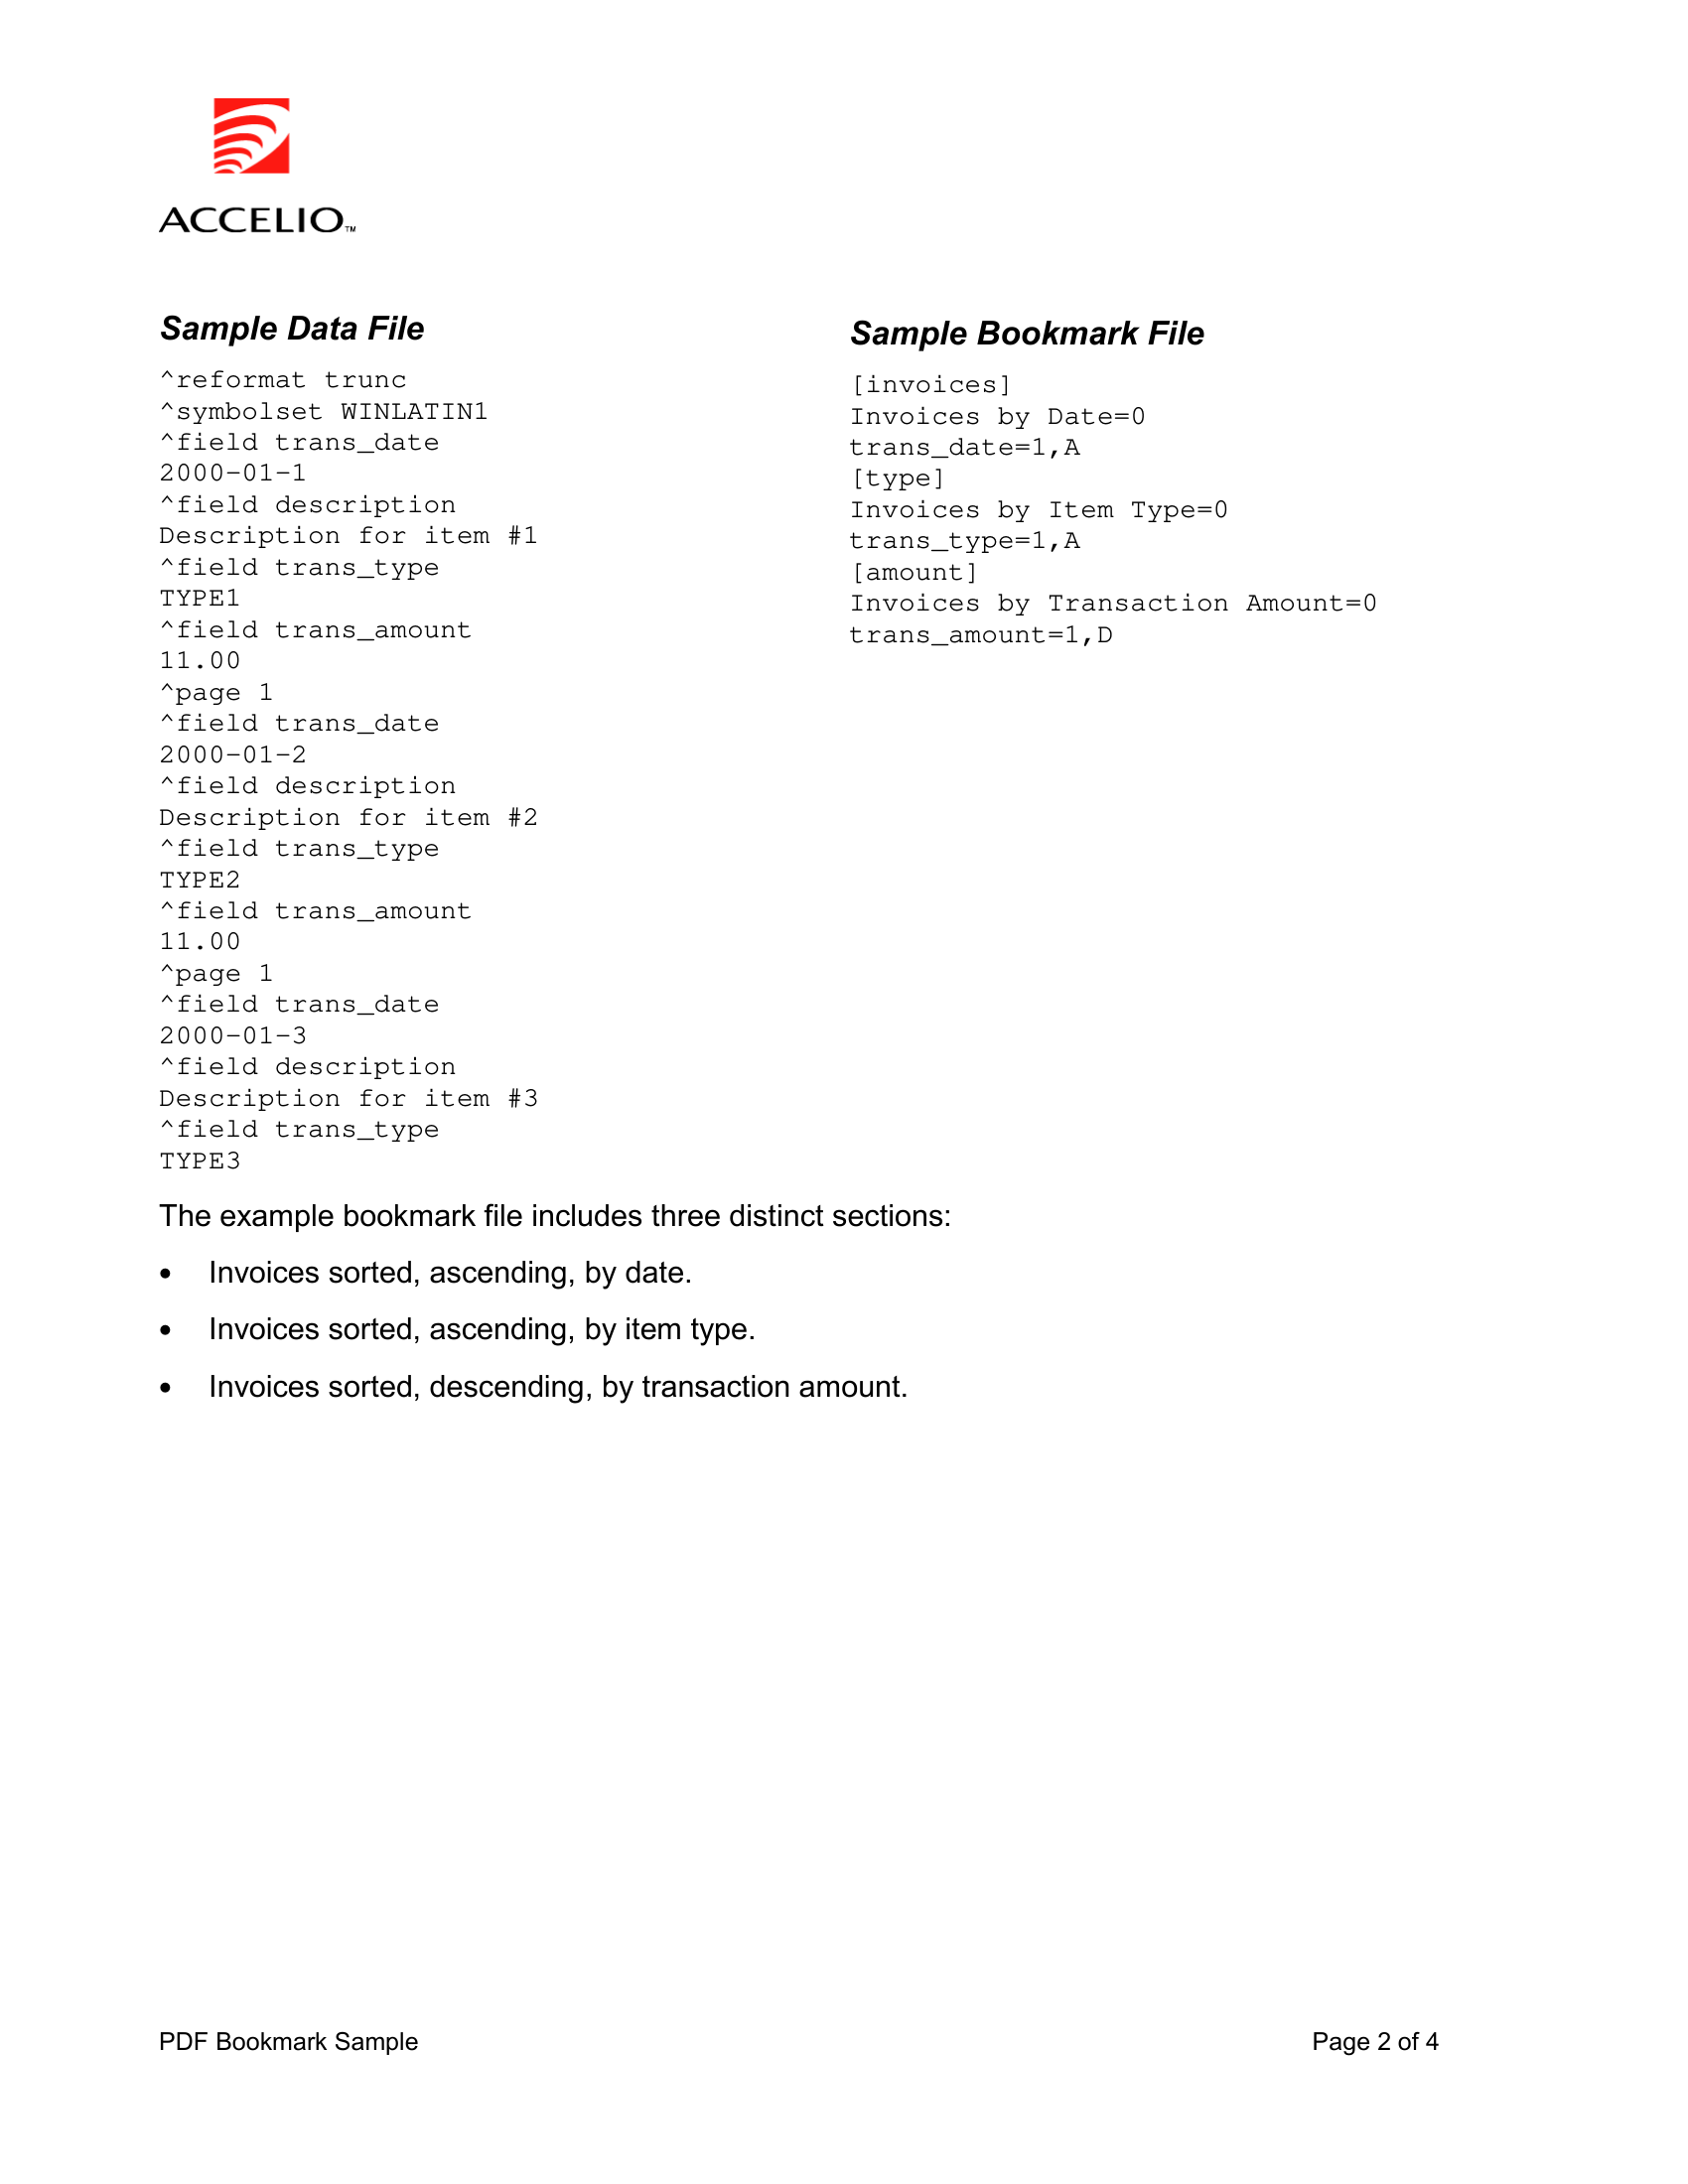 ACCELIO™
Sample Data File
^reformat trunc
^symbolset WINLATIN1
^field trans_date
2000-01-1
^field description
Description for item #1
^field trans_type
TYPE1
^field trans_amount
11.00
^page 1
^field trans_date
2000-01-2
^field description
Description for item #2
^field trans_type
TYPE2
^field trans_amount
11.00
^page 1
^field trans_date
2000-01-3
^field description
Description for item #3
^field trans_type
TYPE3
Sample Bookmark File
[invoices]
Invoices by Date=0
trans_date=1,A
[type]
Invoices by Item Type=0
trans_type=1,A
[amount]
Invoices by Transaction Amount=0
trans_amount=1,D
The example bookmark file includes three distinct sections:
• Invoices sorted, ascending, by date.
• Invoices sorted, ascending, by item type.
• Invoices sorted, descending, by transaction amount.
PDF Bookmark Sample
Page 2 of 4